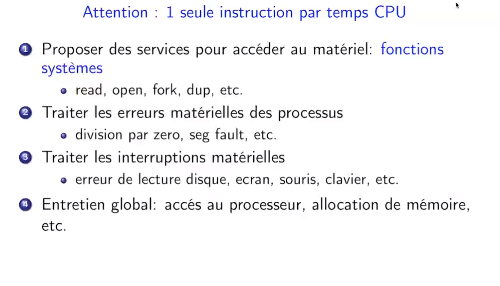 Attention : 1 seule instruction par temps CPU
1 Proposer des services pour accéder au matériel: fonctions
systèmes
read, open, fork, dup, etc.
2 Traiter les erreurs matérielles des processus
division par zero, seg fault, etc.
3 Traiter les interruptions matérielles
erreur de lecture disque, ecran, souris, clavier, etc.
4 Entretien global: accés au processeur, allocation de mémoire,
etc.